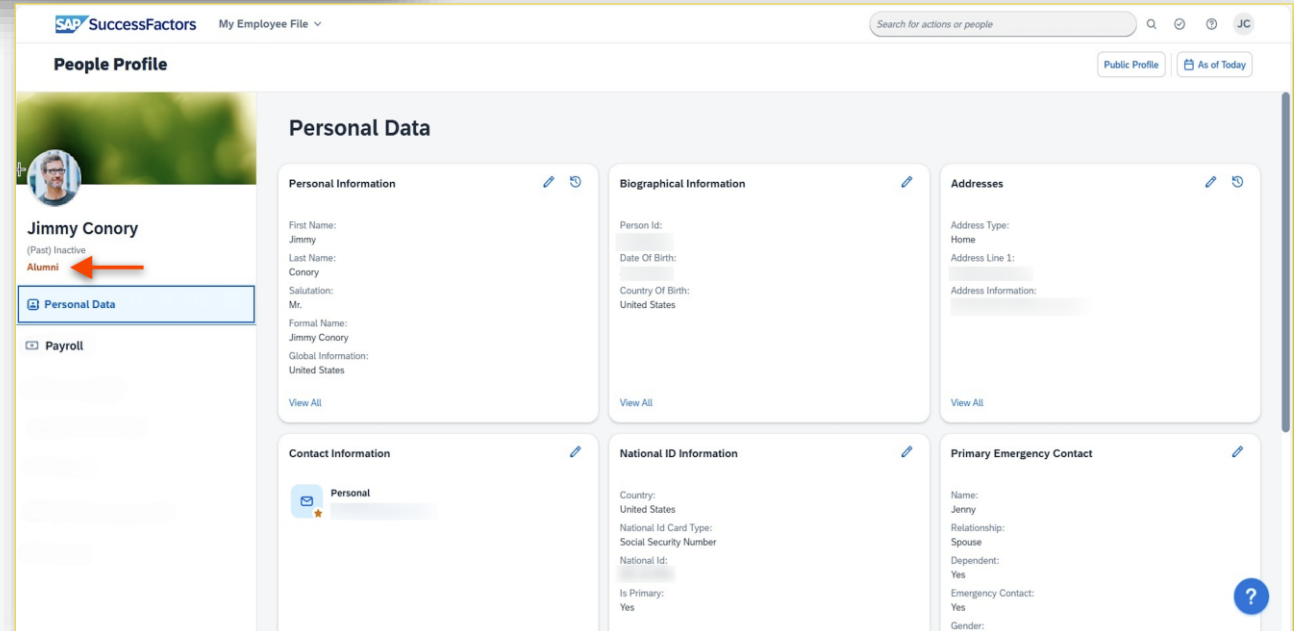 SAP SuccessFactors My Employee File
Search for actions or people
JC
People Profile
Public Profile
As of Today
Jimmy Conory
(Past) Inactive
Alumni
Personal Data
Payroll
Personal Data
Personal Information
First Name:
Jimmy
Last Name:
Conory
Salutation:
Mr.
Formal Name:
Jimmy Conory
Global Information:
United States
View All
Biographical Information
Person Id:
Date Of Birth:
Country Of Birth:
United States
View All
Addresses
Address Type:
Home
Address Line 1:
Address Information:
View All
Contact Information
Personal
National ID Information
Country:
United States
National Id Card Type:
Social Security Number
National Id:
Is Primary:
Yes
Primary Emergency Contact
Name:
Jenny
Relationship:
Spouse
Dependent:
Yes
Emergency Contact:
Yes
Gender:
?